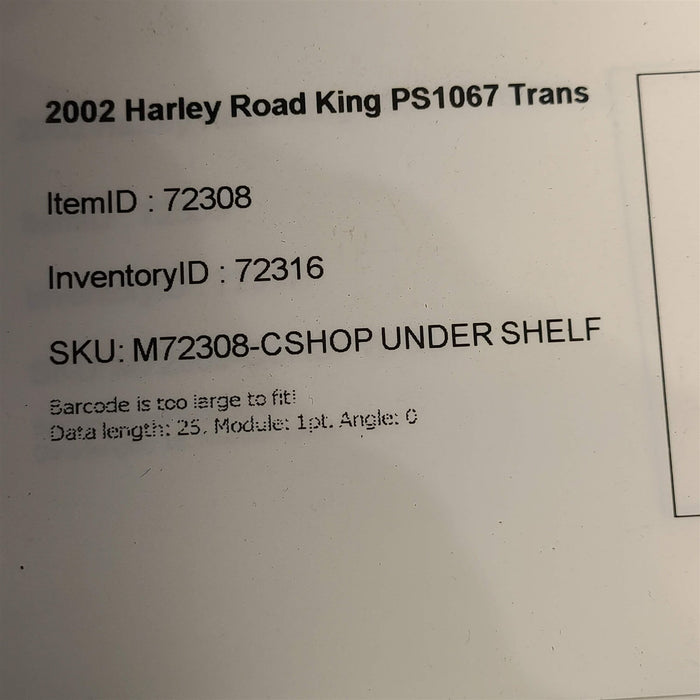 2002 Harley Road King PS1067 Trans
ItemID : 72308
InventoryID : 72316
SKU: M72308-CSHOP UNDER SHELF
Barcode is too large to fit!
Data length: 25. Module: 1pt. Angle: 0